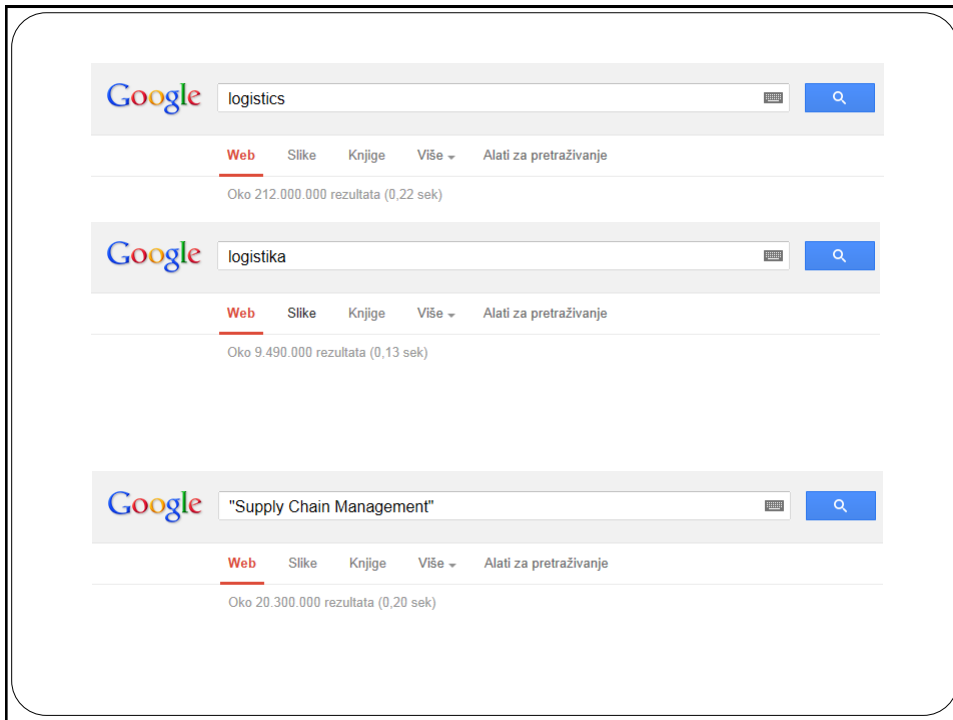 Google logistics
Web Slike Knjige Više Alati za pretraživanje
Oko 212.000.000 rezultata (0,22 sek)
Google logistika
Web Slike Knjige Više Alati za pretraživanje
Oko 9.490.000 rezultata (0,13 sek)
Google "Supply Chain Management"
Web Slike Knjige Više Alati za pretraživanje
Oko 20.300.000 rezultata (0,20 sek)